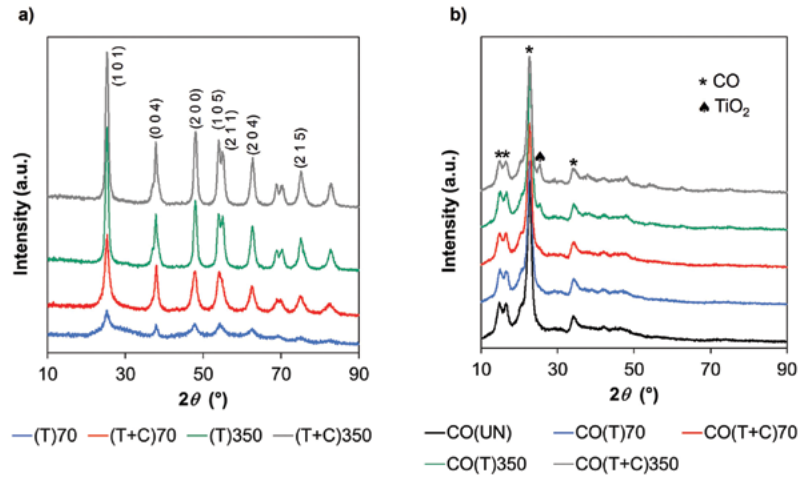 a)
(1 0 1)
(0 0 4)
(2 0 0)
(1 0 5)
(2 1 1)
(2 0 4)
(2 1 5)
Intensity (a.u.)
10 30 50 70 90
2θ (°)
(T)70 (T+C)70 (T)350 (T+C)350
b)
*
* CO
♠ TiO₂
** ♠ *
Intensity (a.u.)
10 20 30 40 50 60 70 80 90
2θ (°)
CO(UN) CO(T)70 CO(T+C)70
CO(T)350 CO(T+C)350